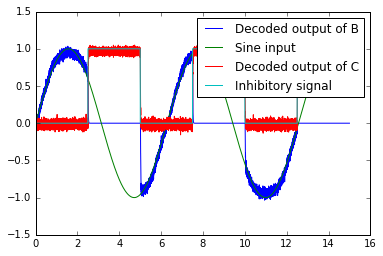 1.5
1.0
0.5
0.0
−0.5
−1.0
−1.5
0 2 4 6 8 10 12 14 16
Decoded output of B
Sine input
Decoded output of C
Inhibitory signal